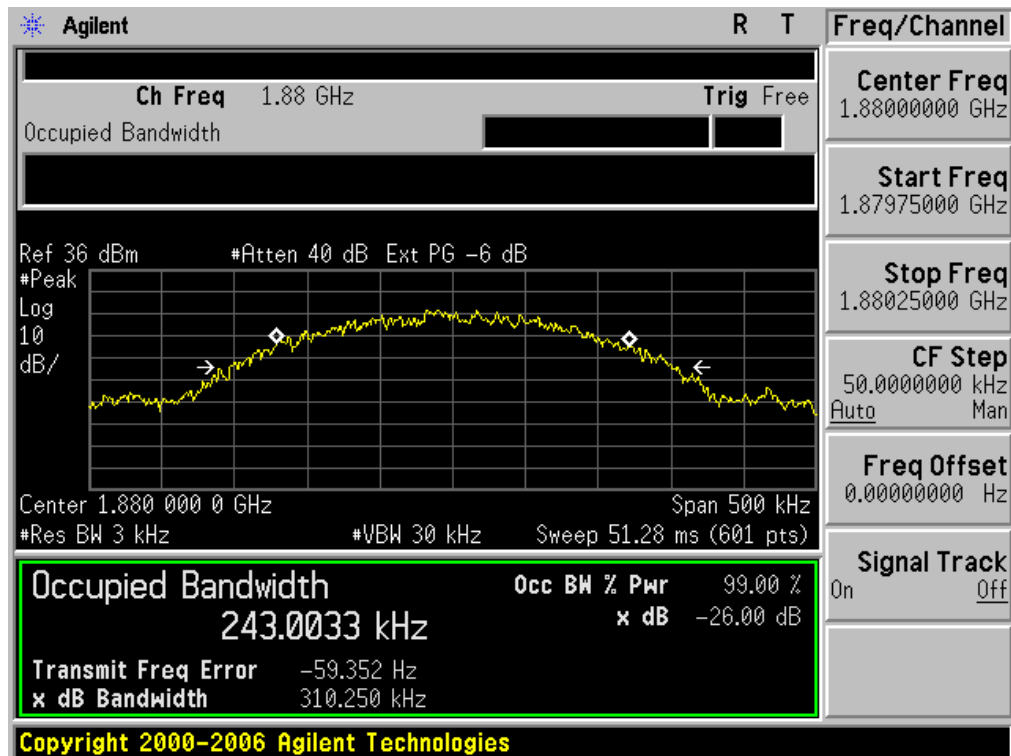 Agilent R T
Freq/Channel
Ch Freq 1.88 GHz Trig Free
Occupied Bandwidth
Center Freq
1.88000000 GHz
Start Freq
1.87975000 GHz
Stop Freq
1.88025000 GHz
CF Step
50.0000000 kHz
Auto Man
Freq Offset
0.00000000 Hz
Signal Track
On Off
Ref 36 dBm #Atten 40 dB Ext PG -6 dB
#Peak
Log
10
dB/
Center 1.880 000 0 GHz Span 500 kHz
#Res BW 3 kHz #VBW 30 kHz Sweep 51.28 ms (601 pts)
Occupied Bandwidth Occ BW % Pwr 99.00 %
243.0033 kHz x dB -26.00 dB
Transmit Freq Error -59.352 Hz
x dB Bandwidth 310.250 kHz
Copyright 2000-2006 Agilent Technologies